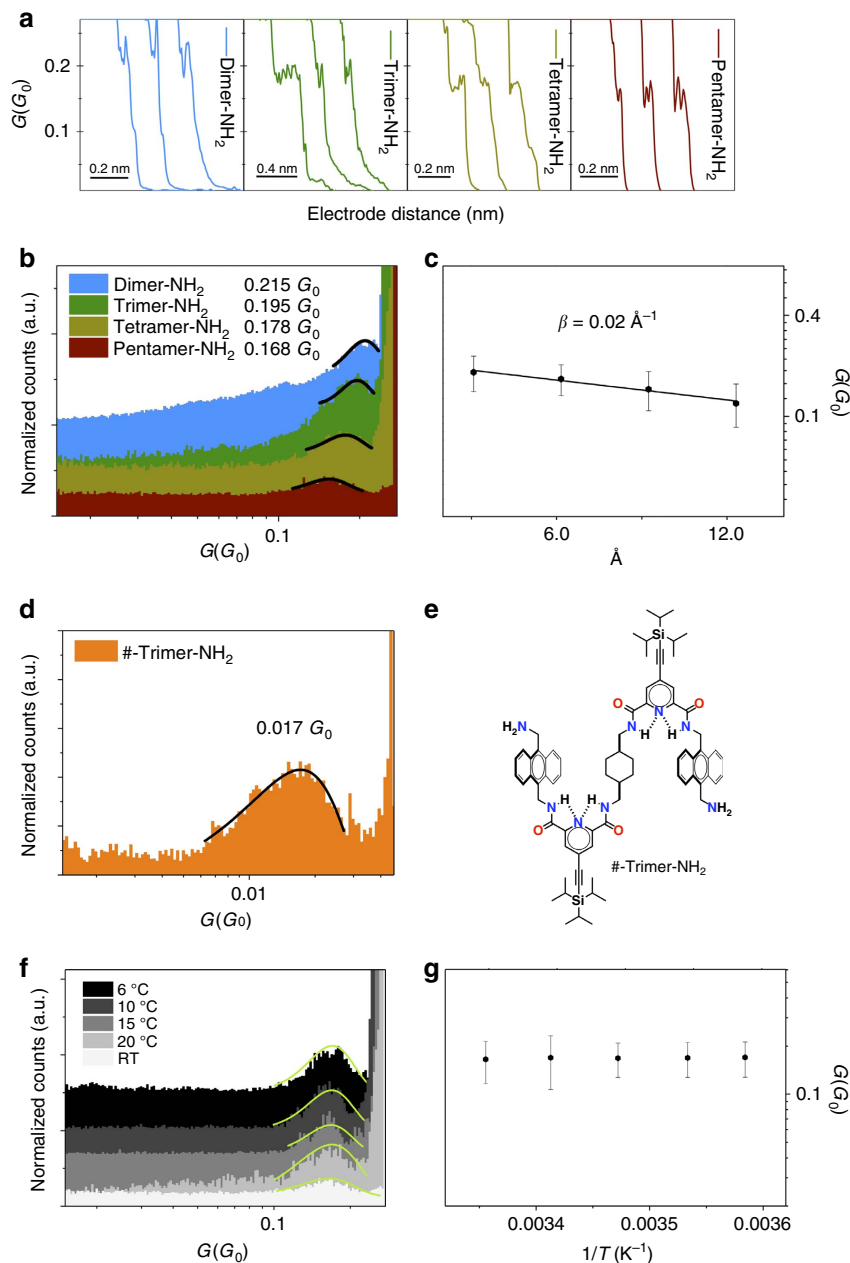 a
G(G₀)
0.2
0.1
Dimer-NH₂
Trimer-NH₂
Tetramer-NH₂
Pentamer-NH₂
0.2 nm
0.4 nm
0.2 nm
0.2 nm
Electrode distance (nm)
b
Normalized counts (a.u.)
Dimer-NH₂ 0.215 G₀
Trimer-NH₂ 0.195 G₀
Tetramer-NH₂ 0.178 G₀
Pentamer-NH₂ 0.168 G₀
0.1
G(G₀)
c
β = 0.02 Å⁻¹
0.4
0.1
G(G₀)
6.0 12.0
Å
d
Normalized counts (a.u.)
#-Trimer-NH₂
0.017 G₀
0.01
G(G₀)
e
Si
O
O
N
N
N
H
H
H₂N
N
H
H
N
N
NH₂
O
O
Si
#-Trimer-NH₂
f
Normalized counts (a.u.)
6 °C
10 °C
15 °C
20 °C
RT
0.1
G(G₀)
g
0.1
G(G₀)
0.0034 0.0035 0.0036
1/T (K⁻¹)